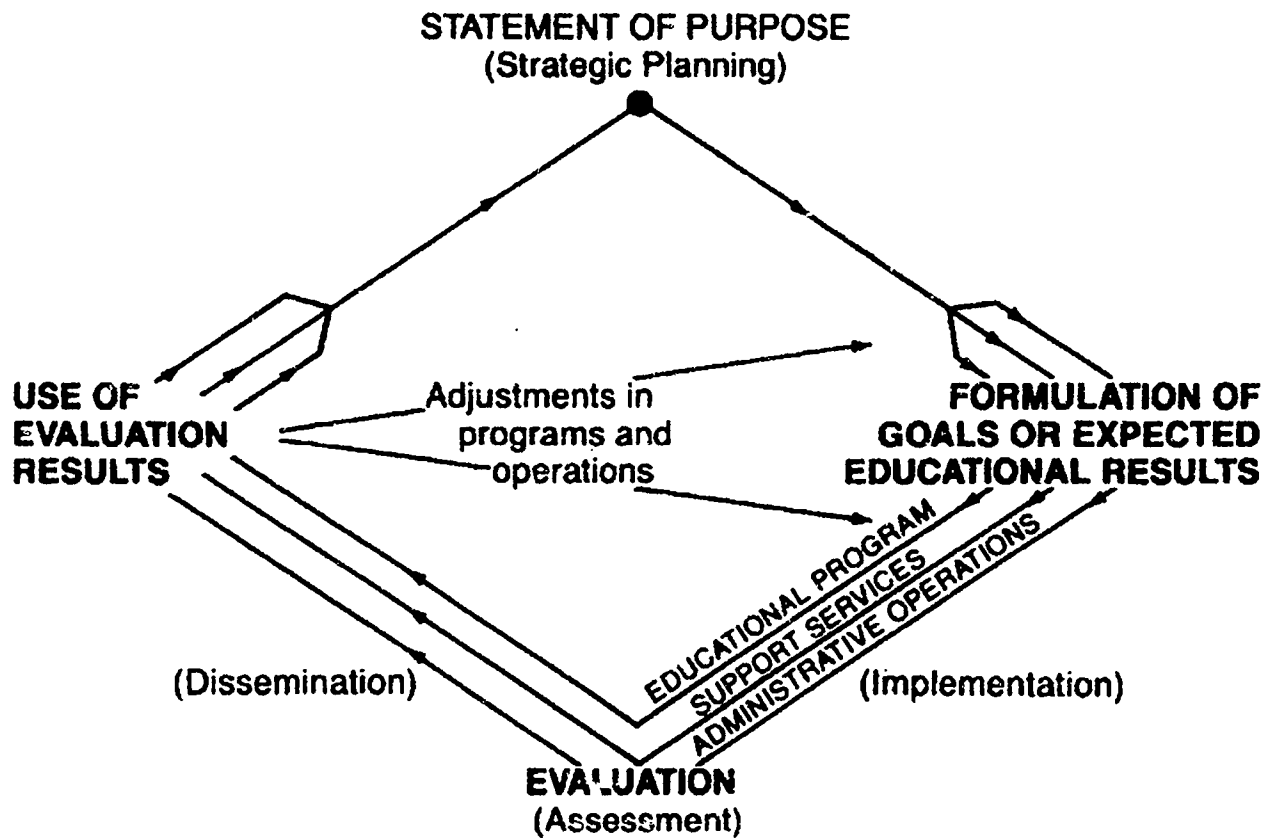 STATEMENT OF PURPOSE
(Strategic Planning)
USE OF
EVALUATION
RESULTS
Adjustments in
programs and
operations
FORMULATION OF
GOALS OR EXPECTED
EDUCATIONAL RESULTS
EDUCATIONAL PROGRAM
SUPPORT SERVICES
ADMINISTRATIVE OPERATIONS
(Dissemination)
(Implementation)
EVALUATION
(Assessment)